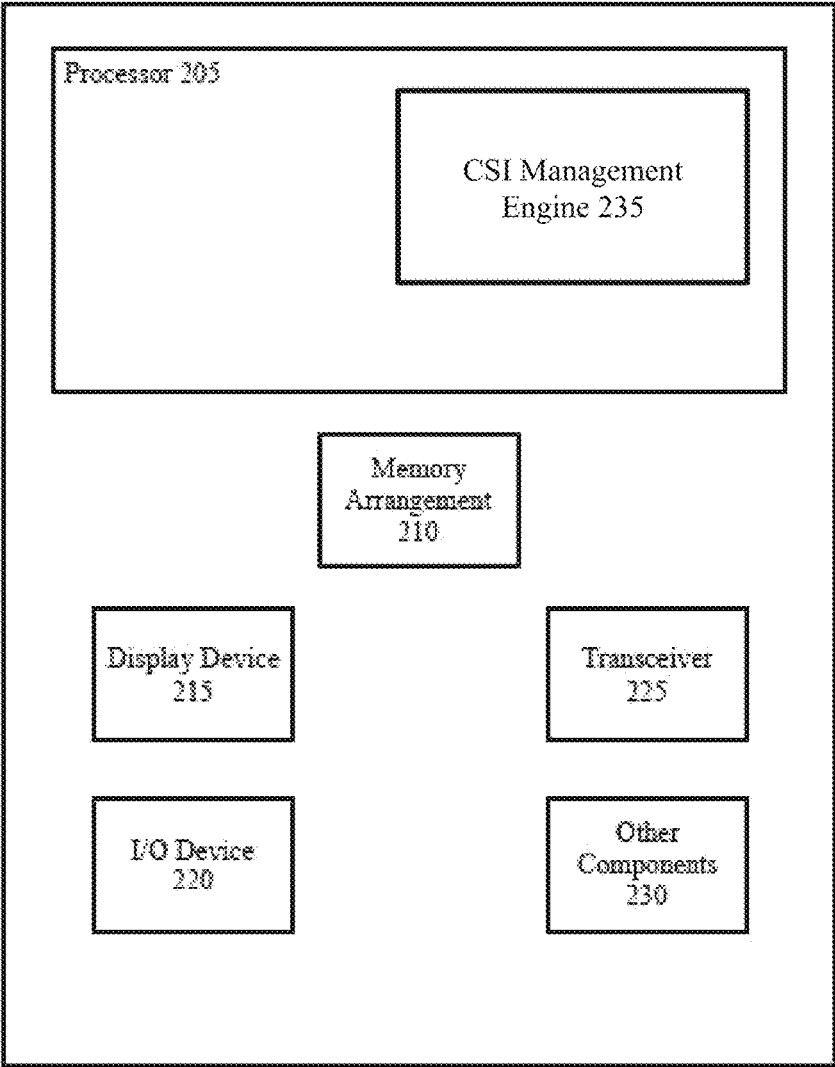 Processor 205
CSI Management
Engine 235
Memory
Arrangement
210
Display Device
215
Transceiver
225
I/O Device
220
Other
Components
230